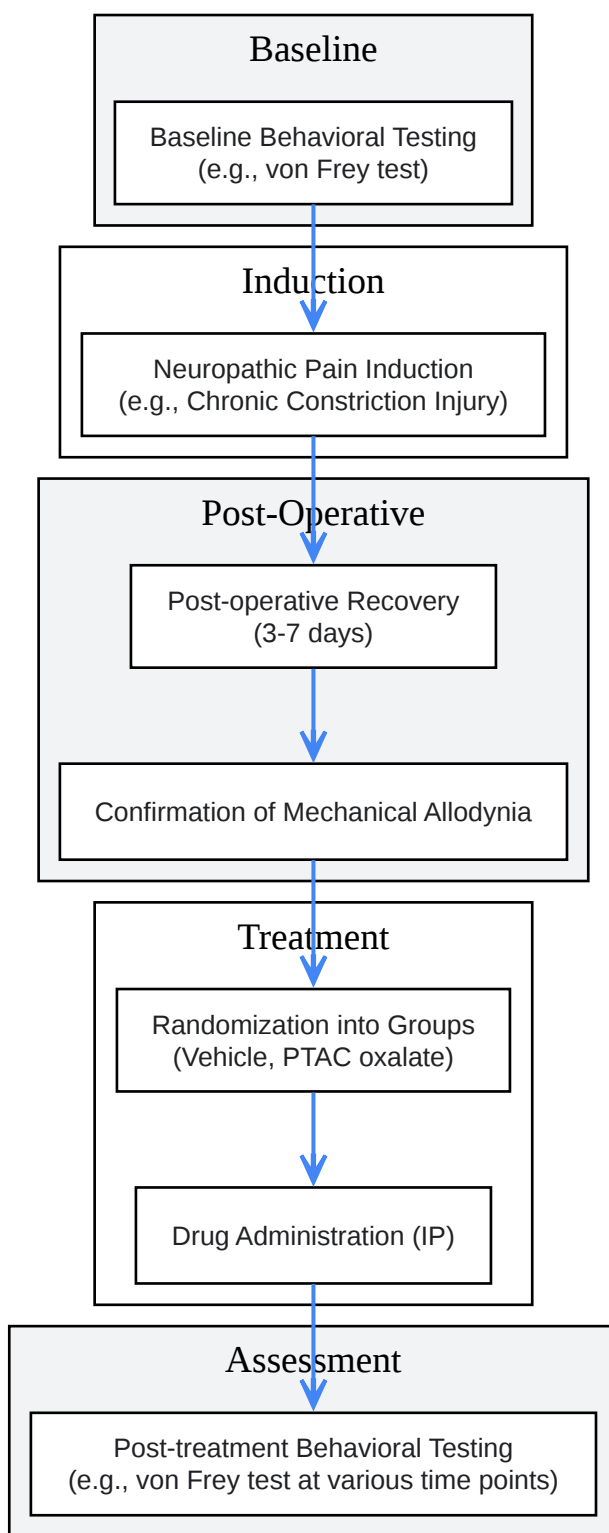 Baseline
Baseline Behavioral Testing
(e.g., von Frey test)
Induction
Neuropathic Pain Induction
(e.g., Chronic Constriction Injury)
Post-Operative
Post-operative Recovery
(3-7 days)
Confirmation of Mechanical Allodynia
Treatment
Randomization into Groups
(Vehicle, PTAC oxalate)
Drug Administration (IP)
Assessment
Post-treatment Behavioral Testing
(e.g., von Frey test at various time points)